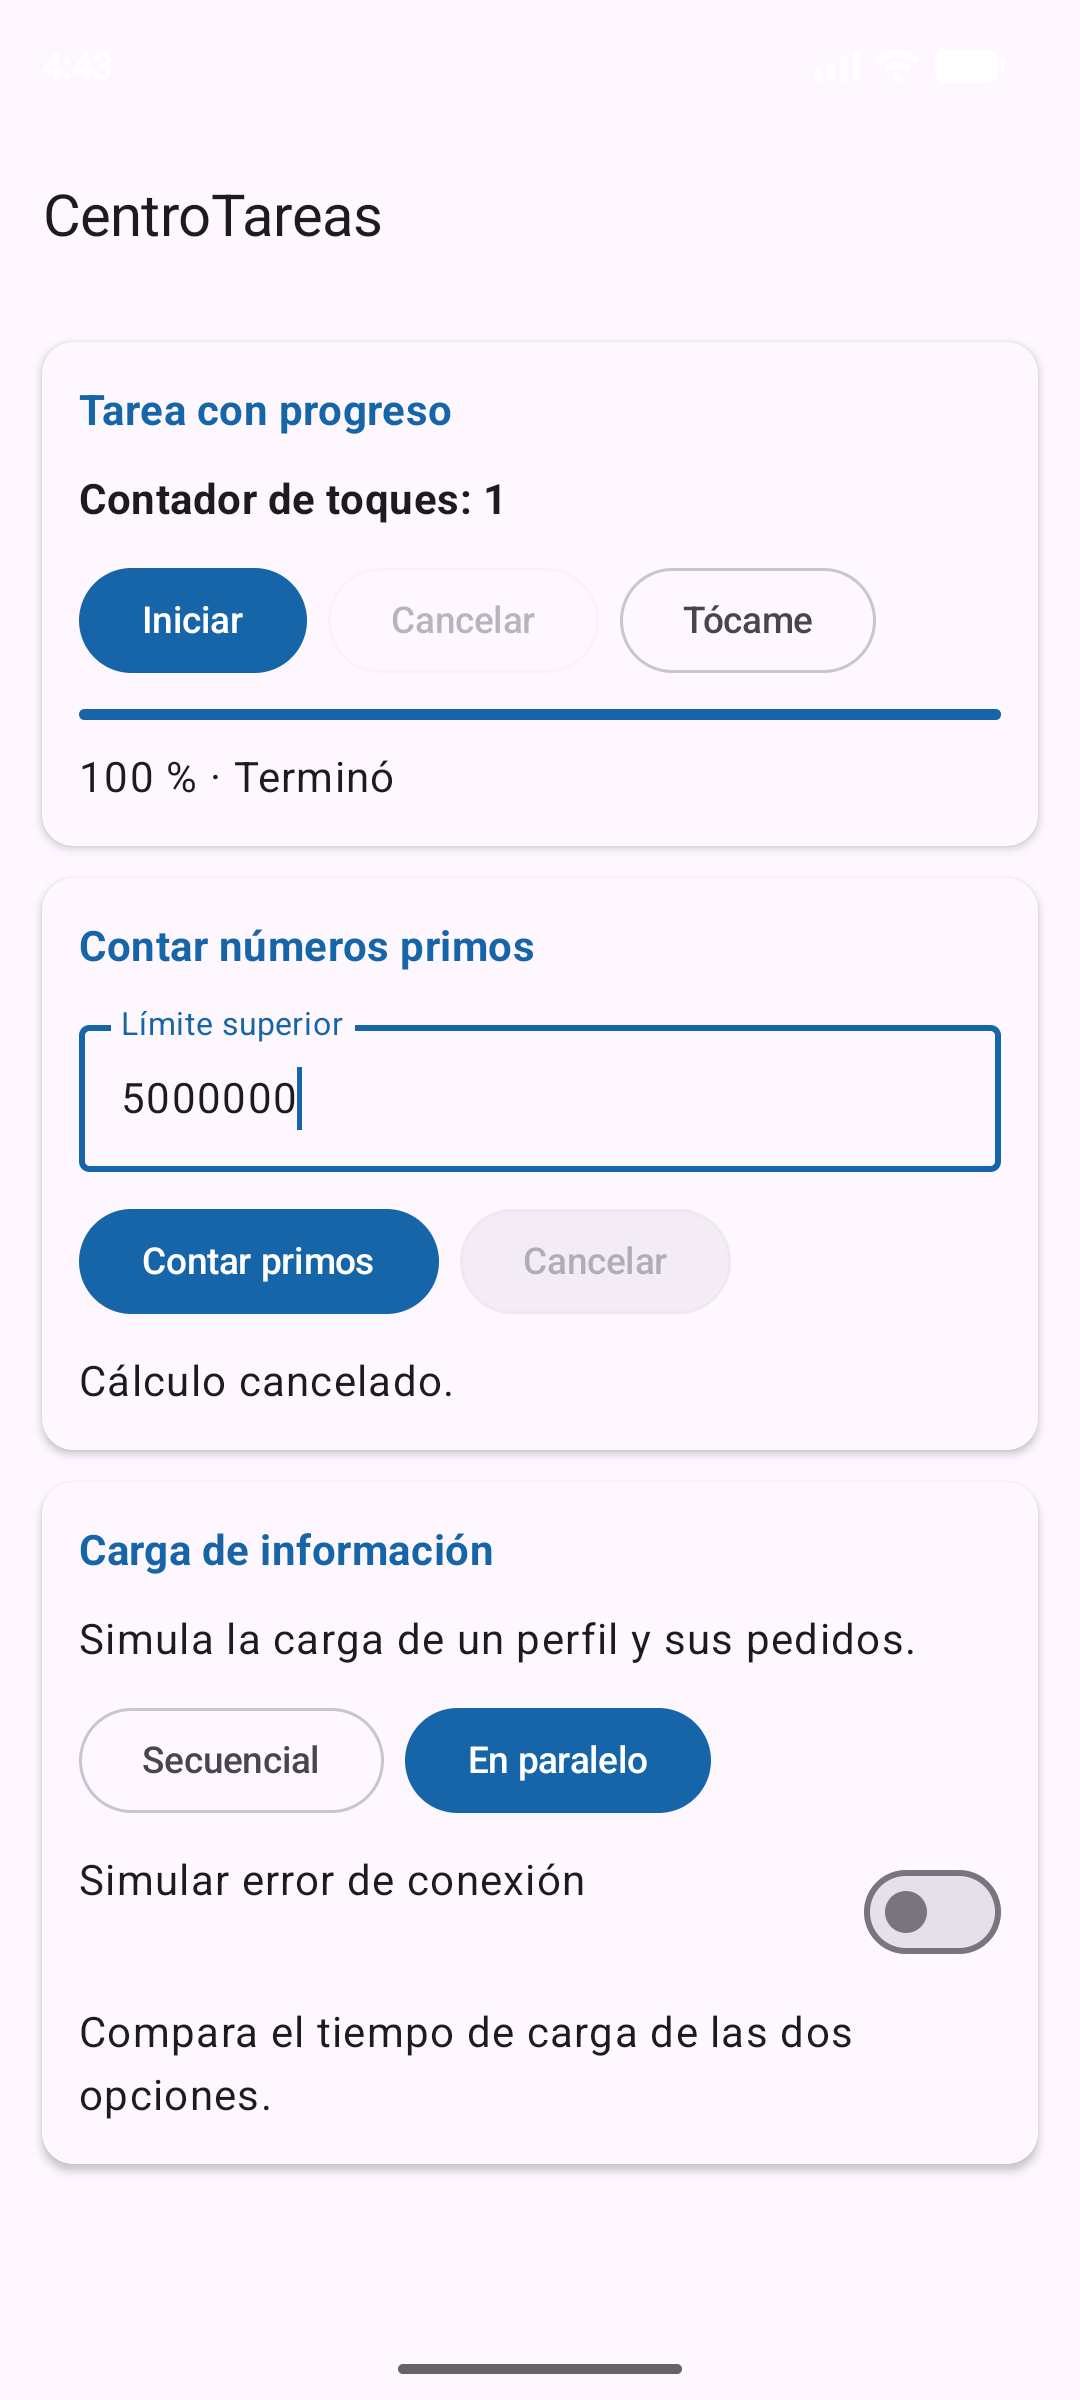 4:43
CentroTareas
Tarea con progreso
Contador de toques: 1
Iniciar
Cancelar
Tócame
100 % · Terminó
Contar números primos
Límite superior
5000000
Contar primos
Cancelar
Cálculo cancelado.
Carga de información
Simula la carga de un perfil y sus pedidos.
Secuencial
En paralelo
Simular error de conexión
Compara el tiempo de carga de las dos
opciones.